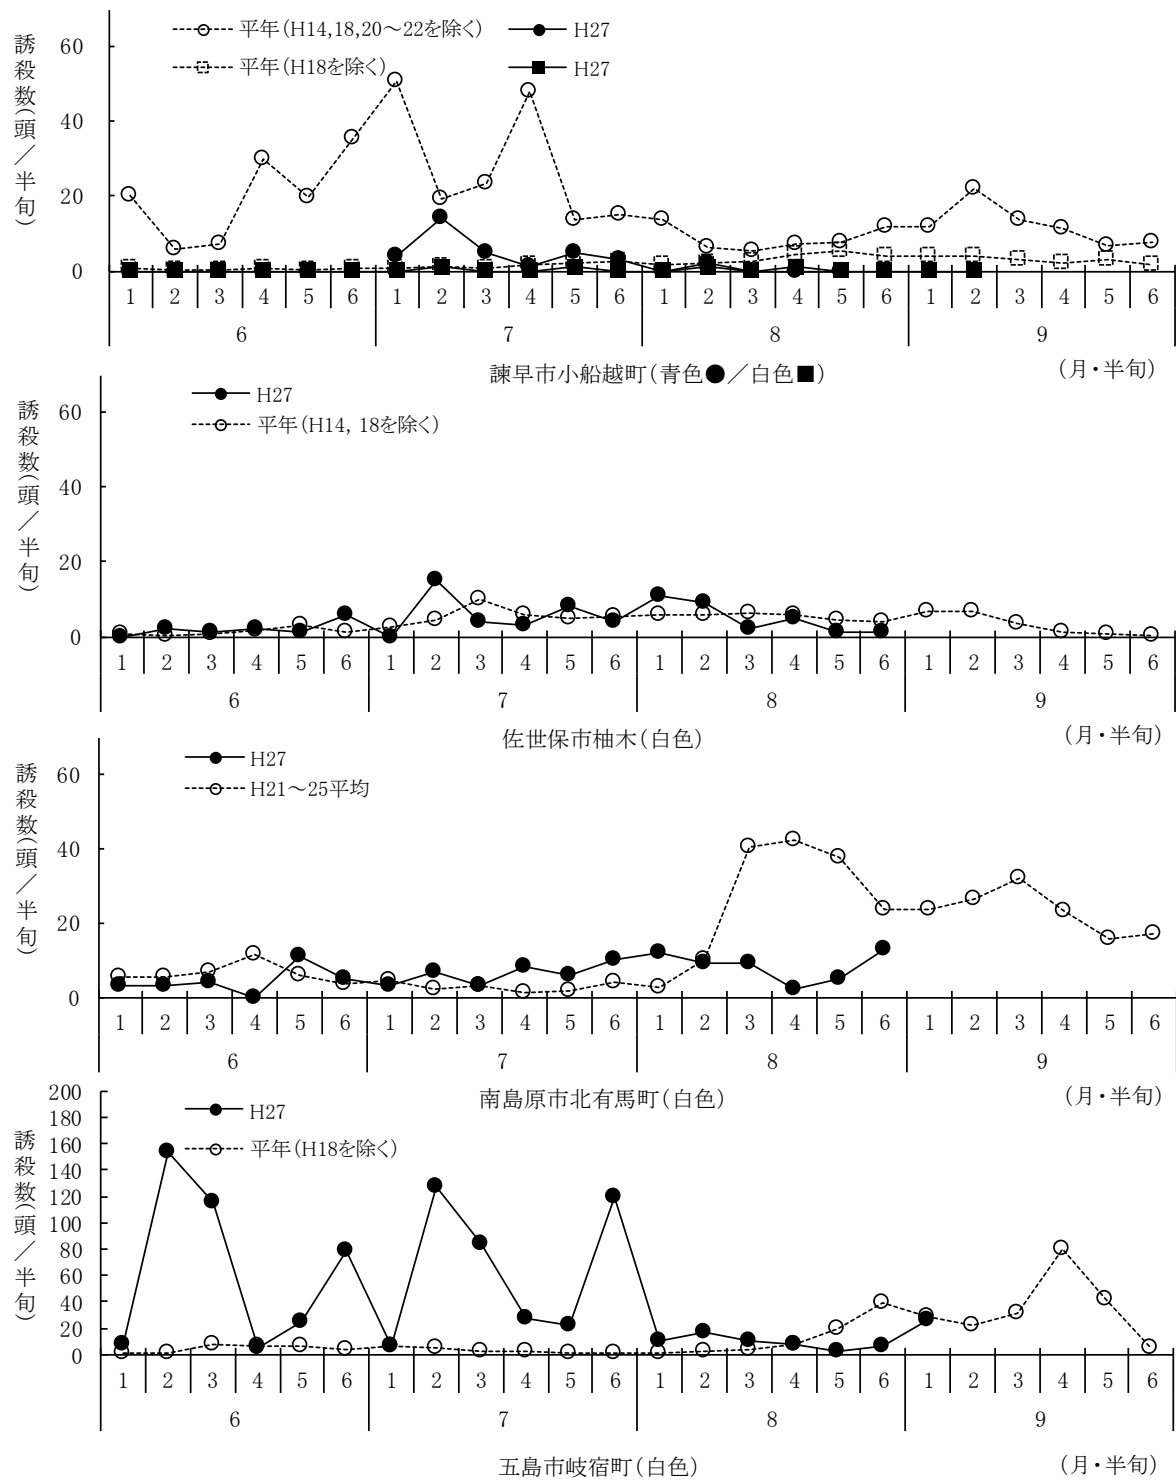 平年（H14,18,20～22を除く） H27
平年（H18を除く） H27
誘殺数（頭／半旬）
60
40
20
0
1 2 3 4 5 6 1 2 3 4 5 6 1 2 3 4 5 6 1 2 3 4 5 6
6 7 8 9
諫早市小船越町（青色●／白色■） （月・半旬）
H27
平年（H14, 18を除く）
誘殺数（頭／半旬）
60
40
20
0
1 2 3 4 5 6 1 2 3 4 5 6 1 2 3 4 5 6 1 2 3 4 5 6
6 7 8 9
佐世保市柚木（白色） （月・半旬）
H27
H21～25平均
誘殺数（頭／半旬）
60
40
20
0
1 2 3 4 5 6 1 2 3 4 5 6 1 2 3 4 5 6 1 2 3 4 5 6
6 7 8 9
南島原市北有馬町（白色） （月・半旬）
H27
平年（H18を除く）
誘殺数（頭／半旬）
200
180
160
140
120
100
80
60
40
20
0
1 2 3 4 5 6 1 2 3 4 5 6 1 2 3 4 5 6 1 2 3 4 5 6
6 7 8 9
五島市岐宿町（白色） （月・半旬）